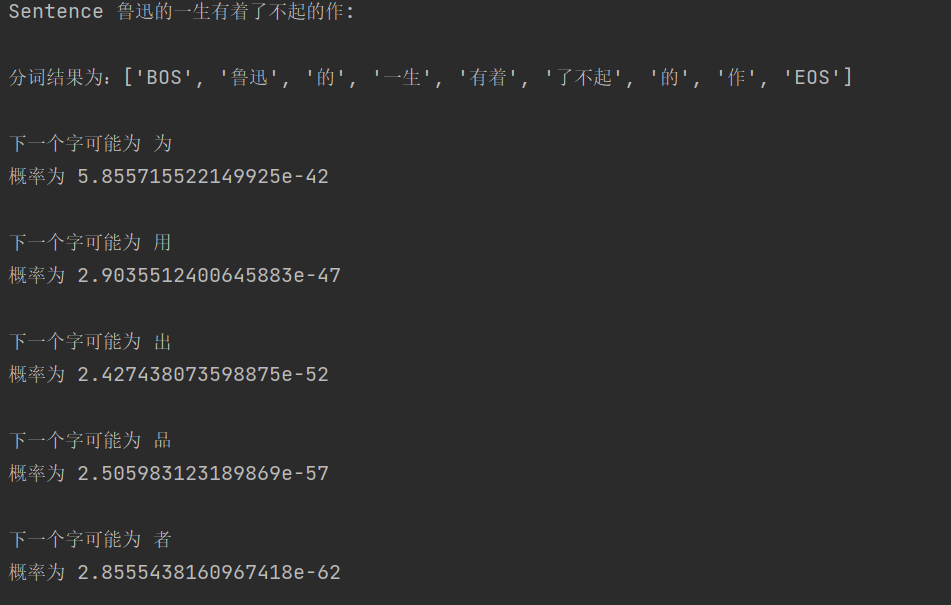 Sentence 鲁迅的一生有着了不起的作:
分词结果为：['BOS', '鲁迅', '的', '一生', '有着', '了不起', '的', '作', 'EOS']
下一个字可能为 为
概率为 5.855715522149925e-42
下一个字可能为 用
概率为 2.9035512400645883e-47
下一个字可能为 出
概率为 2.427438073598875e-52
下一个字可能为 品
概率为 2.505983123189869e-57
下一个字可能为 者
概率为 2.8555438160967418e-62